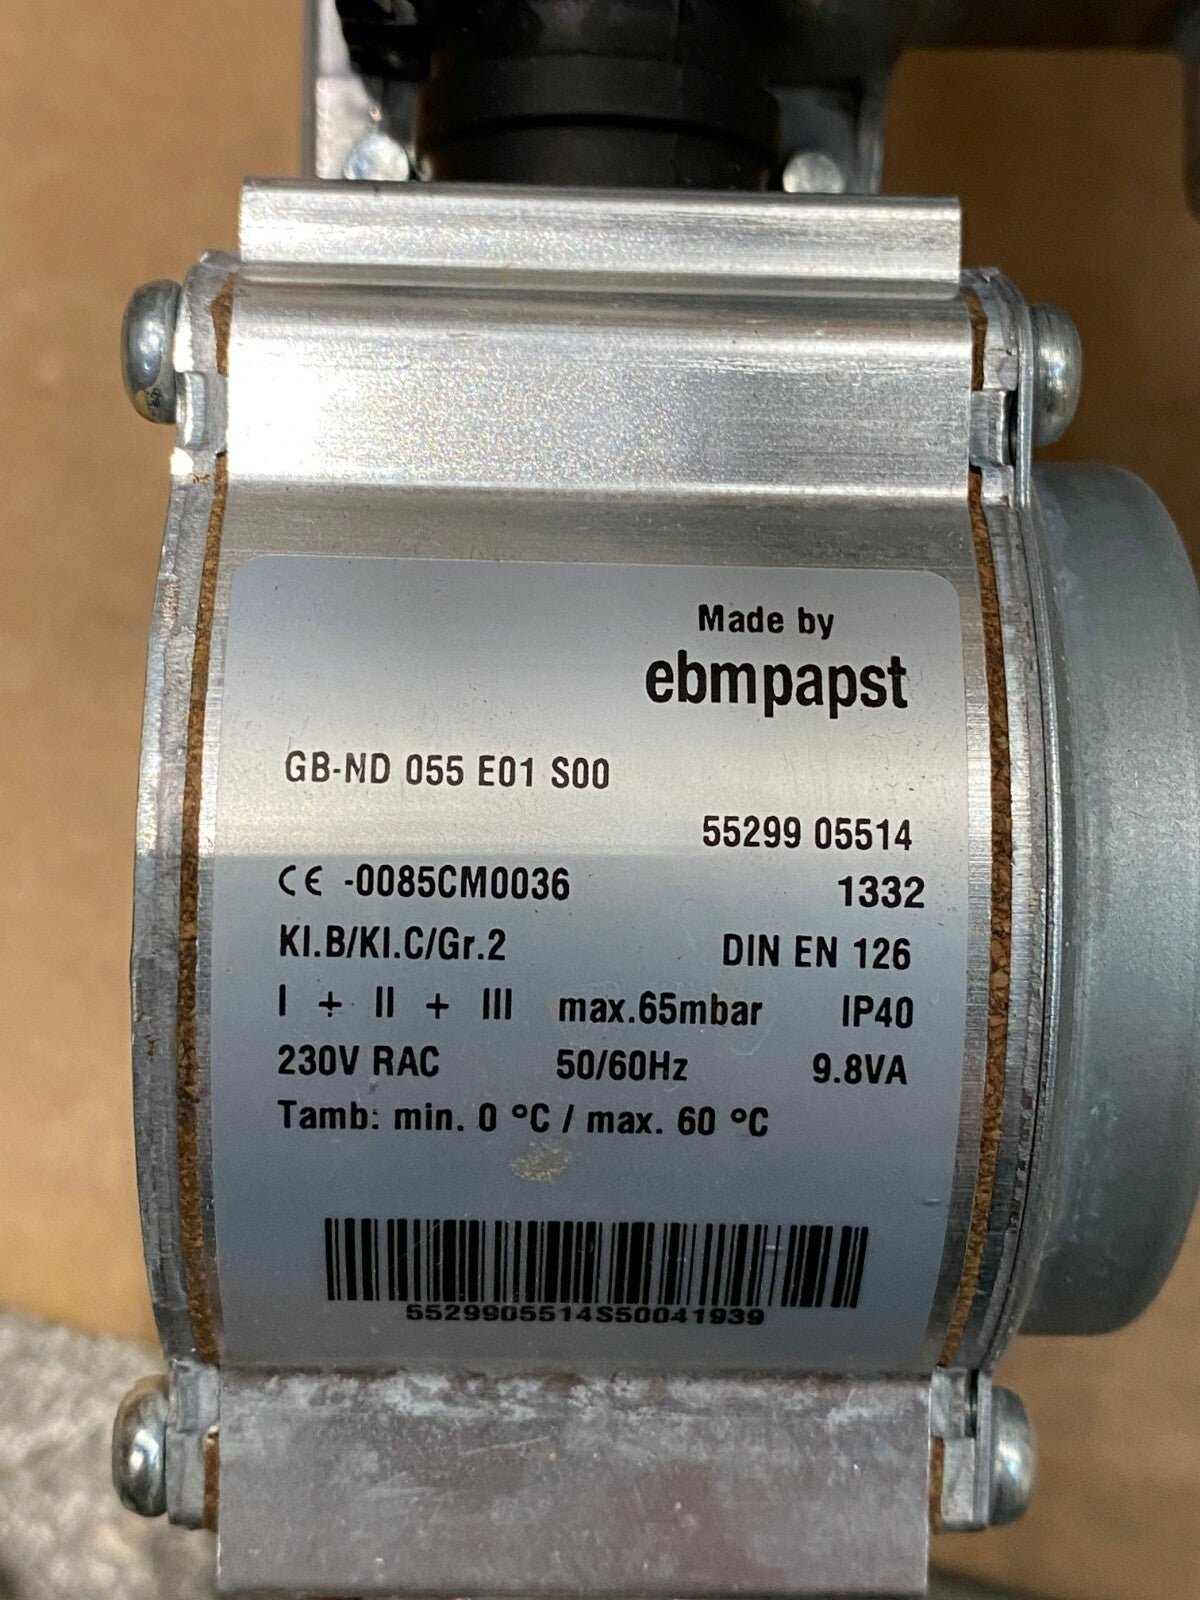 Made by
ebmpapst
GB-ND 055 E01 S00
55299 05514
CE -0085CM0036 1332
Kl.B/Kl.C/Gr.2 DIN EN 126
I + II + III max.65mbar IP40
230V RAC 50/60Hz 9.8VA
Tamb: min. 0 °C / max. 60 °C
5529905514S50041939